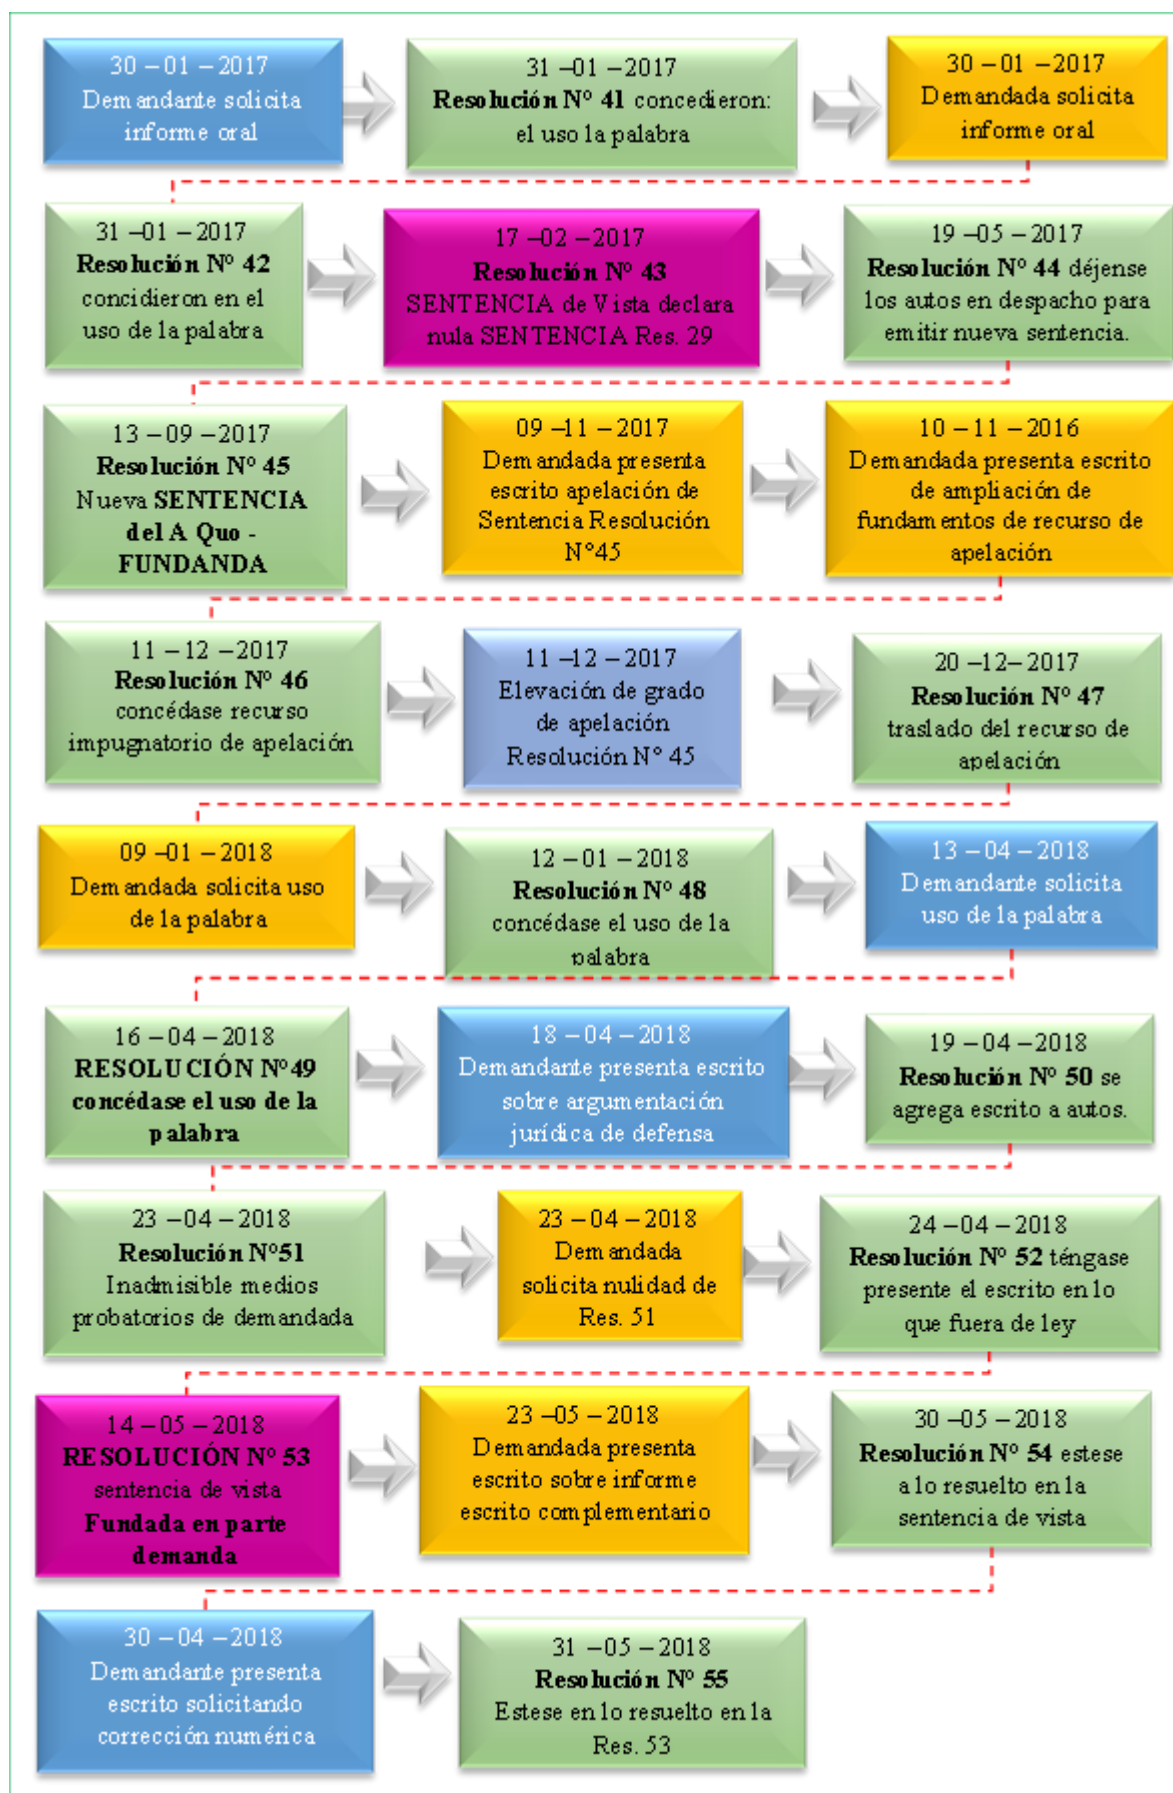 30 – 01 – 2017
Demandante solicita
informe oral
31 –01 – 2017
Resolución Nº 41 concedieron:
el uso la palabra
30 – 01 – 2017
Demandada solicita
informe oral
31 –01 – 2017
Resolución Nº 42
concidieron en el
uso de la palabra
17 –02 – 2017
Resolución Nº 43
SENTENCIA de Vista declara
nula SENTENCIA Res. 29
19 –05 – 2017
Resolución Nº 44 déjense
los autos en despacho para
emitir nueva sentencia.
13 – 09 – 2017
Resolución Nº 45
Nueva SENTENCIA
del A Quo -
FUNDANDA
09 – 11 – 2017
Demandada presenta
escrito apelación de
Sentencia Resolución
N°45
10 – 11 – 2016
Demandada presenta escrito
de ampliación de
fundamentos de recurso de
apelación
11 – 12 – 2017
Resolución Nº 46
concédase recurso
impugnatorio de apelación
11 –12 – 2017
Elevación de grado
de apelación
Resolución N° 45
20 –12– 2017
Resolución Nº 47
traslado del recurso de
apelación
09 –01 – 2018
Demandada solicita uso
de la palabra
12 – 01 – 2018
Resolución Nº 48
concédase el uso de la
palabra
13 – 04 – 2018
Demandante solicita
uso de la palabra
16 – 04 – 2018
RESOLUCIÓN Nº49
concédase el uso de la
palabra
18 – 04 – 2018
Demandante presenta escrito
sobre argumentación
jurídica de defensa
19 – 04 – 2018
Resolución Nº 50 se
agrega escrito a autos.
23 –04 – 2018
Resolución N°51
Inadmisible medios
probatorios de demandada
23 – 04 – 2018
Demandada
solicita nulidad de
Res. 51
24 – 04 – 2018
Resolución Nº 52 téngase
presente el escrito en lo
que fuera de ley
14 – 05 – 2018
RESOLUCIÓN Nº 53
sentencia de vista
Fundada en parte
demanda
23 –05 – 2018
Demandada presenta
escrito sobre informe
escrito complementario
30 – 05 – 2018
Resolución Nº 54 estese
a lo resuelto en la
sentencia de vista
30 – 04 – 2018
Demandante presenta
escrito solicitando
corrección numérica
31 –05 – 2018
Resolución Nº 55
Estese en lo resuelto en la
Res. 53